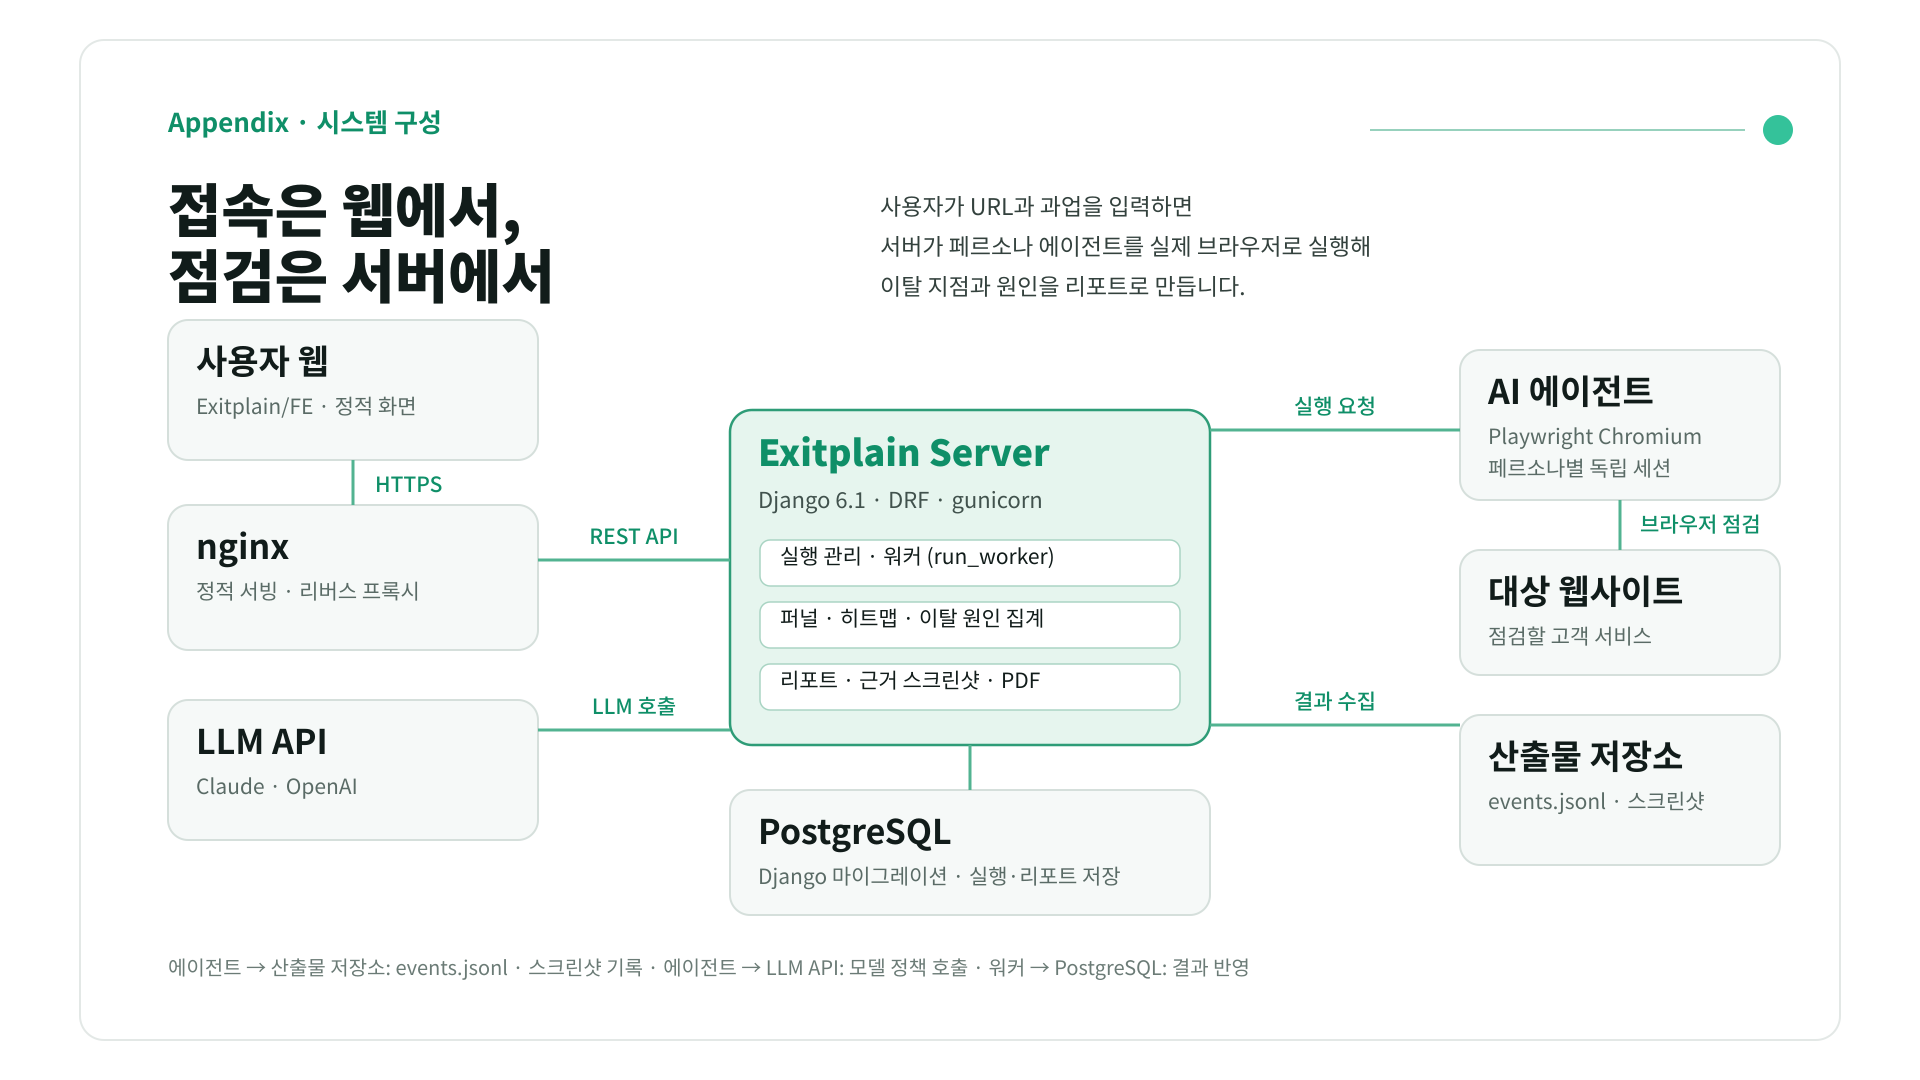 Appendix · 시스템 구성
접속은 웹에서,
점검은 서버에서
사용자가 URL과 과업을 입력하면
서버가 페르소나 에이전트를 실제 브라우저로 실행해
이탈 지점과 원인을 리포트로 만듭니다.
사용자 웹
Exitplain/FE · 정적 화면
HTTPS
nginx
정적 서빙 · 리버스 프록시
REST API
LLM API
Claude · OpenAI
LLM 호출
Exitplain Server
Django 6.1 · DRF · gunicorn
실행 관리 · 워커 (run_worker)
퍼널 · 히트맵 · 이탈 원인 집계
리포트 · 근거 스크린샷 · PDF
PostgreSQL
Django 마이그레이션 · 실행·리포트 저장
실행 요청
AI 에이전트
Playwright Chromium
페르소나별 독립 세션
브라우저 점검
대상 웹사이트
점검할 고객 서비스
결과 수집
산출물 저장소
events.jsonl · 스크린샷
에이전트 → 산출물 저장소: events.jsonl · 스크린샷 기록 · 에이전트 → LLM API: 모델 정책 호출 · 워커 → PostgreSQL: 결과 반영